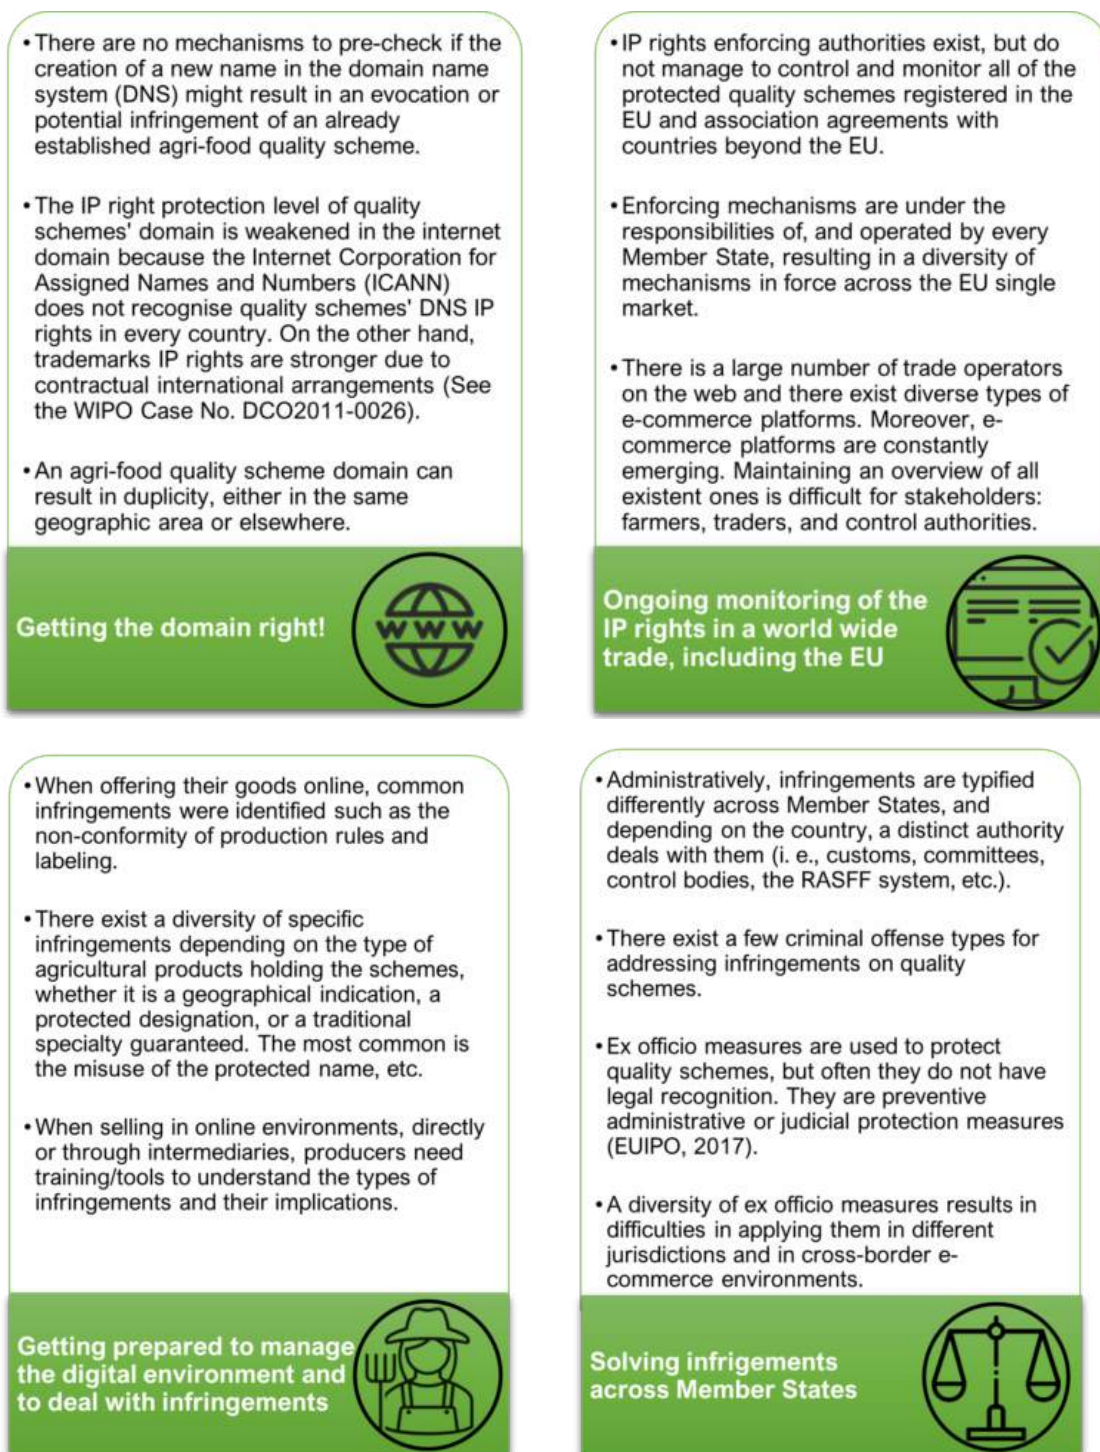 • There are no mechanisms to pre-check if the
creation of a new name in the domain name
system (DNS) might result in an evocation or
potential infringement of an already
established agri-food quality scheme.
• The IP right protection level of quality
schemes' domain is weakened in the internet
domain because the Internet Corporation for
Assigned Names and Numbers (ICANN)
does not recognise quality schemes' DNS IP
rights in every country. On the other hand,
trademarks IP rights are stronger due to
contractual international arrangements (See
the WIPO Case No. DCO2011-0026).
• An agri-food quality scheme domain can
result in duplicity, either in the same
geographic area or elsewhere.
Getting the domain right!
WWW
• IP rights enforcing authorities exist, but do
not manage to control and monitor all of the
protected quality schemes registered in the
EU and association agreements with
countries beyond the EU.
• Enforcing mechanisms are under the
responsibilities of, and operated by every
Member State, resulting in a diversity of
mechanisms in force across the EU single
market.
• There is a large number of trade operators
on the web and there exist diverse types of
e-commerce platforms. Moreover, e-
commerce platforms are constantly
emerging. Maintaining an overview of all
existent ones is difficult for stakeholders:
farmers, traders, and control authorities.
Ongoing monitoring of the
IP rights in a world wide
trade, including the EU
• When offering their goods online, common
infringements were identified such as the
non-conformity of production rules and
labeling.
• There exist a diversity of specific
infringements depending on the type of
agricultural products holding the schemes,
whether it is a geographical indication, a
protected designation, or a traditional
specialty guaranteed. The most common is
the misuse of the protected name, etc.
• When selling in online environments, directly
or through intermediaries, producers need
training/tools to understand the types of
infringements and their implications.
Getting prepared to manage
the digital environment and
to deal with infringements
• Administratively, infringements are typified
differently across Member States, and
depending on the country, a distinct authority
deals with them (i. e., customs, committees,
control bodies, the RASFF system, etc.).
• There exist a few criminal offense types for
addressing infringements on quality
schemes.
• Ex officio measures are used to protect
quality schemes, but often they do not have
legal recognition. They are preventive
administrative or judicial protection measures
(EUIPO, 2017).
• A diversity of ex officio measures results in
difficulties in applying them in different
jurisdictions and in cross-border e-
commerce environments.
Solving infrigements
across Member States